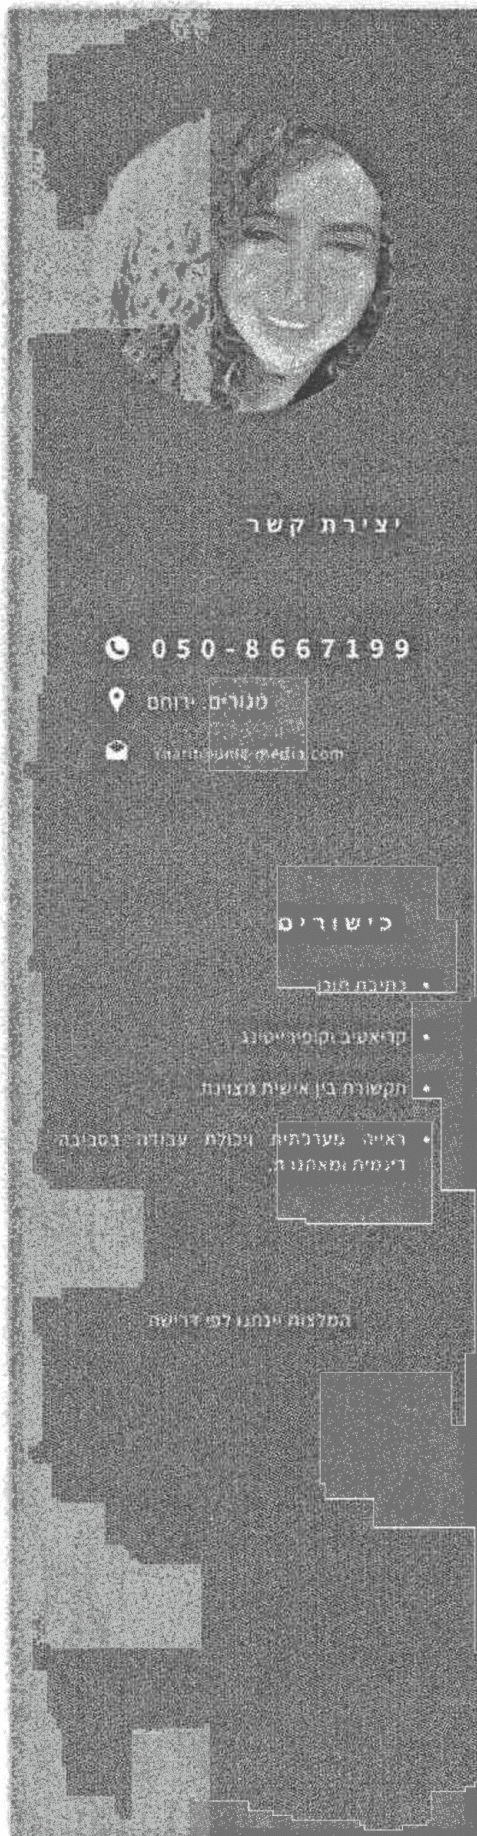 יצירת קשר
050-8667199
מגורים: ירוחם
כישורים
• כתיבת תוכן
• קריאטיב וקופירייטינג
• תקשורת בין אישית מצוינת
• ראייה מערכתית ויכולת עבודה בסביבה
דינמית ומאתגרת.
המלצות יינתנו לפי דרישה